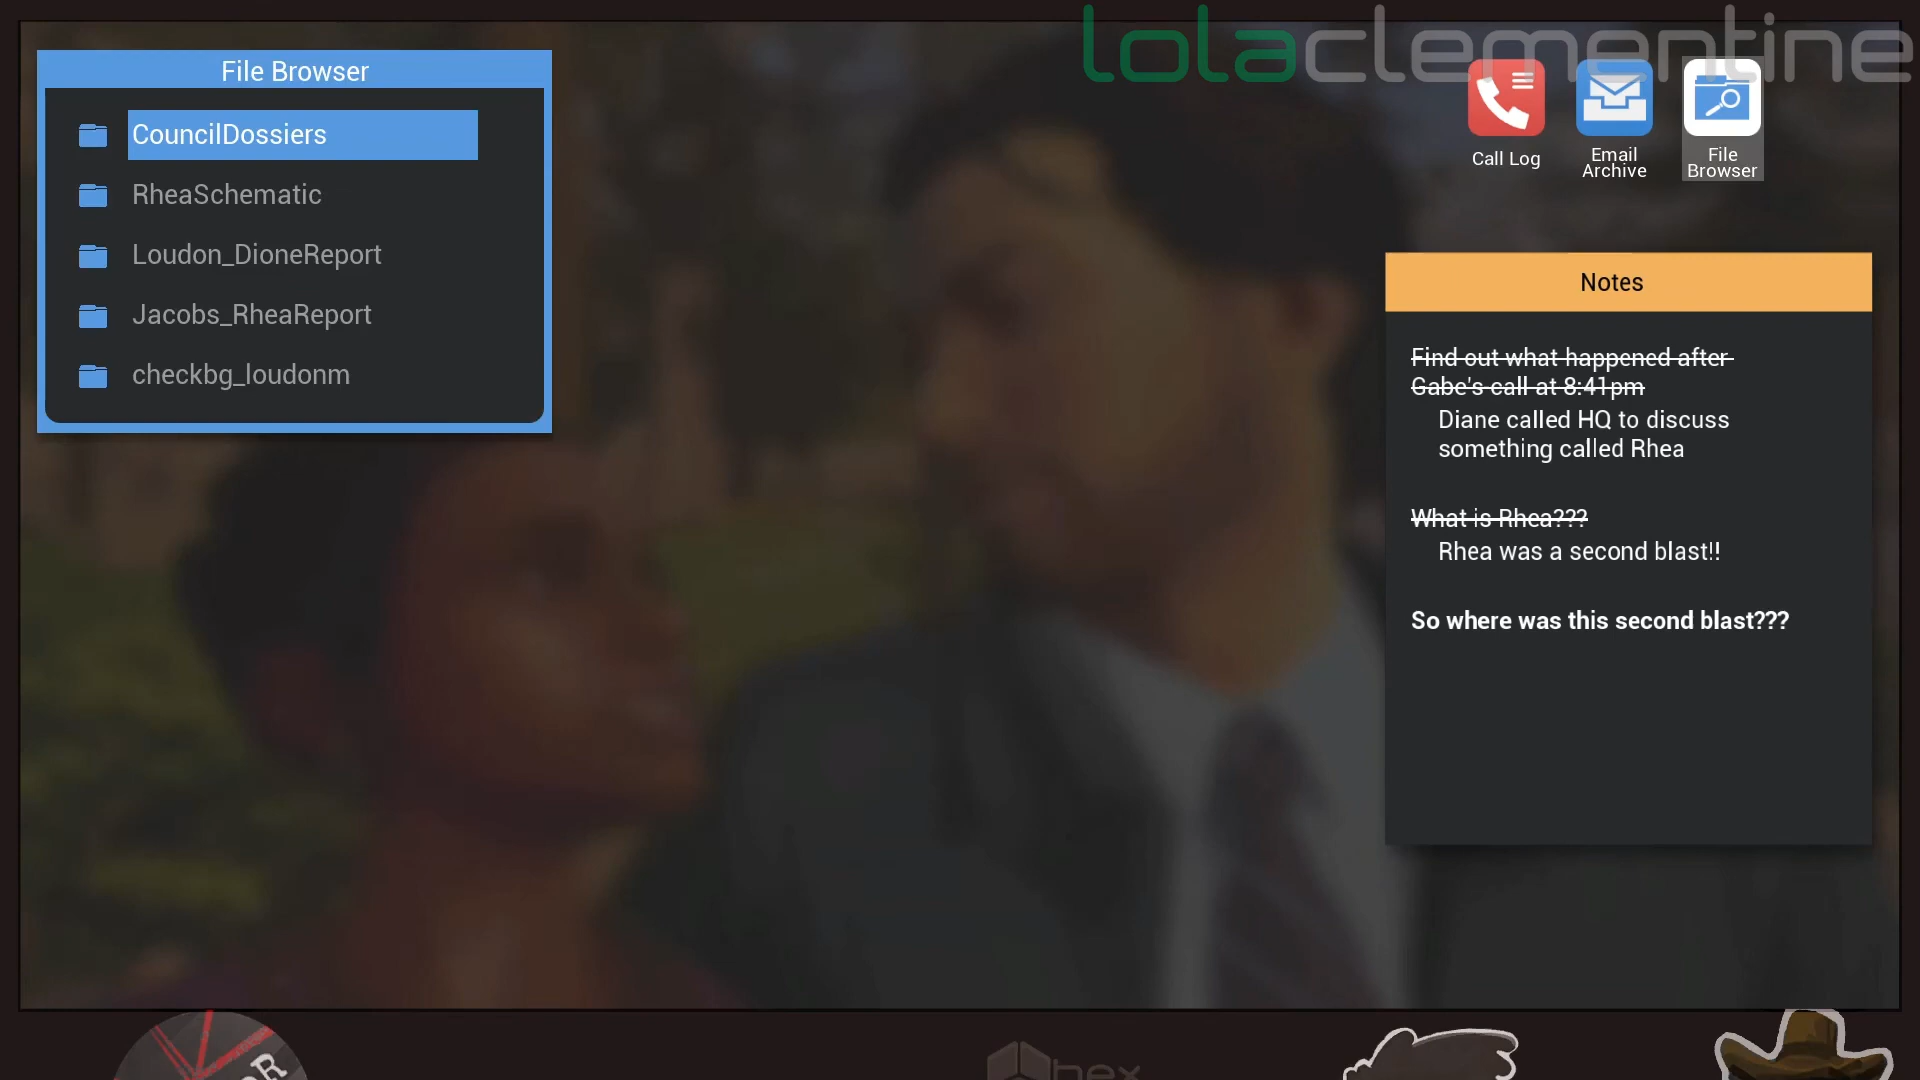 lolaclementine
File Browser
CouncilDossiers
RheaSchematic
Loudon_DioneReport
Jacobs_RheaReport
checkbg_loudonm
Call Log
Email
Archive
File
Browser
Notes
Find out what happened after
Gabe's call at 8:41pm
Diane called HQ to discuss
something called Rhea
What is Rhea???
Rhea was a second blast!!
So where was this second blast???
hex